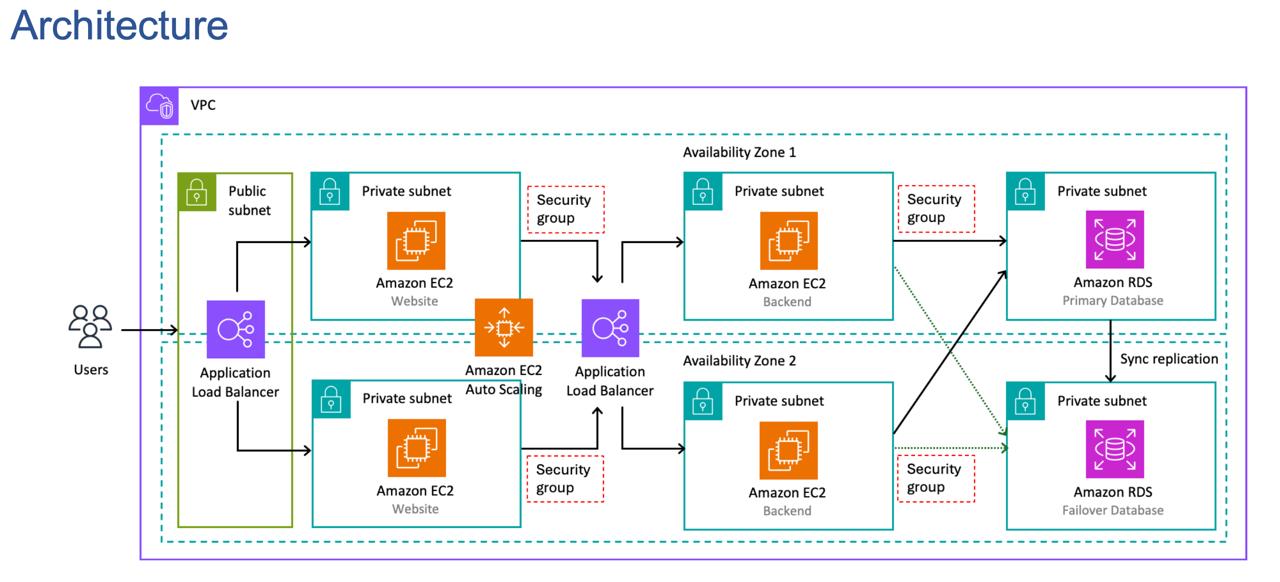 Architecture
VPC
Availability Zone 1
Public
subnet
Private subnet
Amazon EC2
Website
Security
group
Private subnet
Amazon EC2
Backend
Security
group
Private subnet
Amazon RDS
Primary Database
Users
Application
Load Balancer
Amazon EC2
Auto Scaling
Application
Load Balancer
Availability Zone 2
Sync replication
Private subnet
Amazon EC2
Website
Security
group
Private subnet
Amazon EC2
Backend
Security
group
Private subnet
Amazon RDS
Failover Database